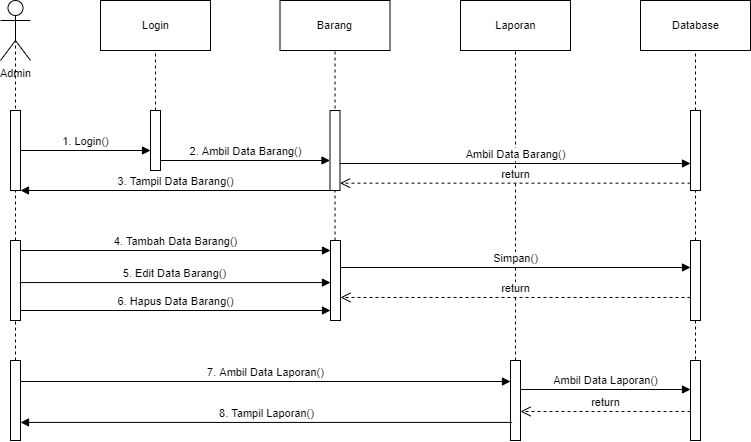 Login
Barang
Laporan
Database
Admin
1. Login()
2. Ambil Data Barang()
Ambil Data Barang()
return
3. Tampil Data Barang()
4. Tambah Data Barang()
Simpan()
5. Edit Data Barang()
return
6. Hapus Data Barang()
7. Ambil Data Laporan()
Ambil Data Laporan()
return
8. Tampil Laporan()